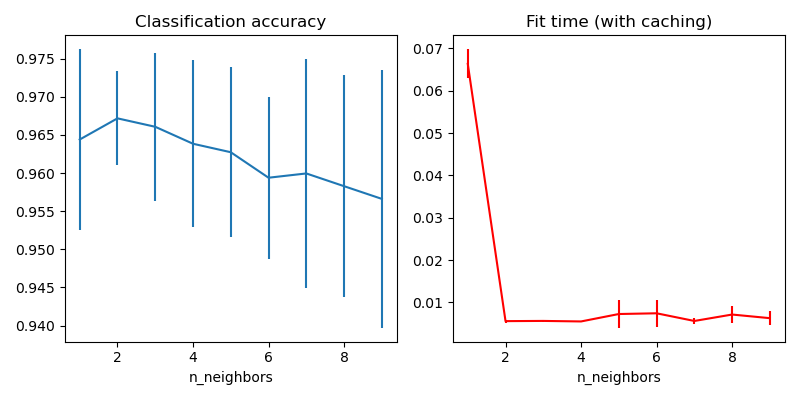 Classification accuracy
0.975
0.970
0.965
0.960
0.955
0.950
0.945
0.940
2 4 6 8
n_neighbors
Fit time (with caching)
0.07
0.06
0.05
0.04
0.03
0.02
0.01
2 4 6 8
n_neighbors